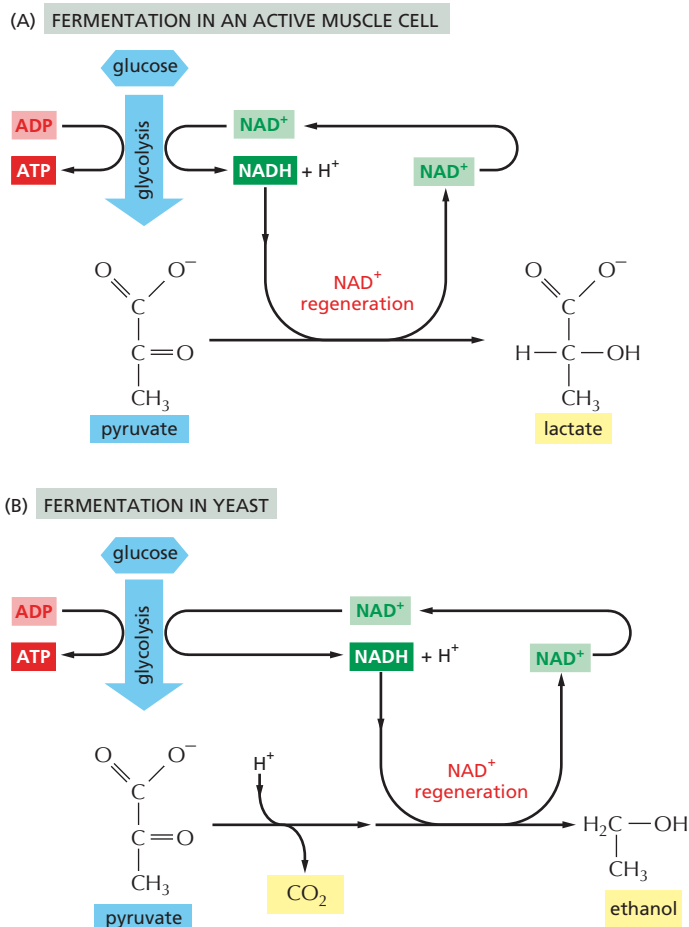 (A) FERMENTATION IN AN ACTIVE MUSCLE CELL
glucose
ADP
NAD⁺
glycolysis
ATP
NADH + H⁺
NAD⁺
O O⁻
NAD⁺
regeneration
O O⁻
C
C
C=O
H—C—OH
CH₃
CH₃
pyruvate
lactate
(B) FERMENTATION IN YEAST
glucose
ADP
NAD⁺
glycolysis
ATP
NADH + H⁺
NAD⁺
O O⁻
H⁺
NAD⁺
regeneration
C
H₂C—OH
C=O
CH₃
CH₃
CO₂
pyruvate
ethanol